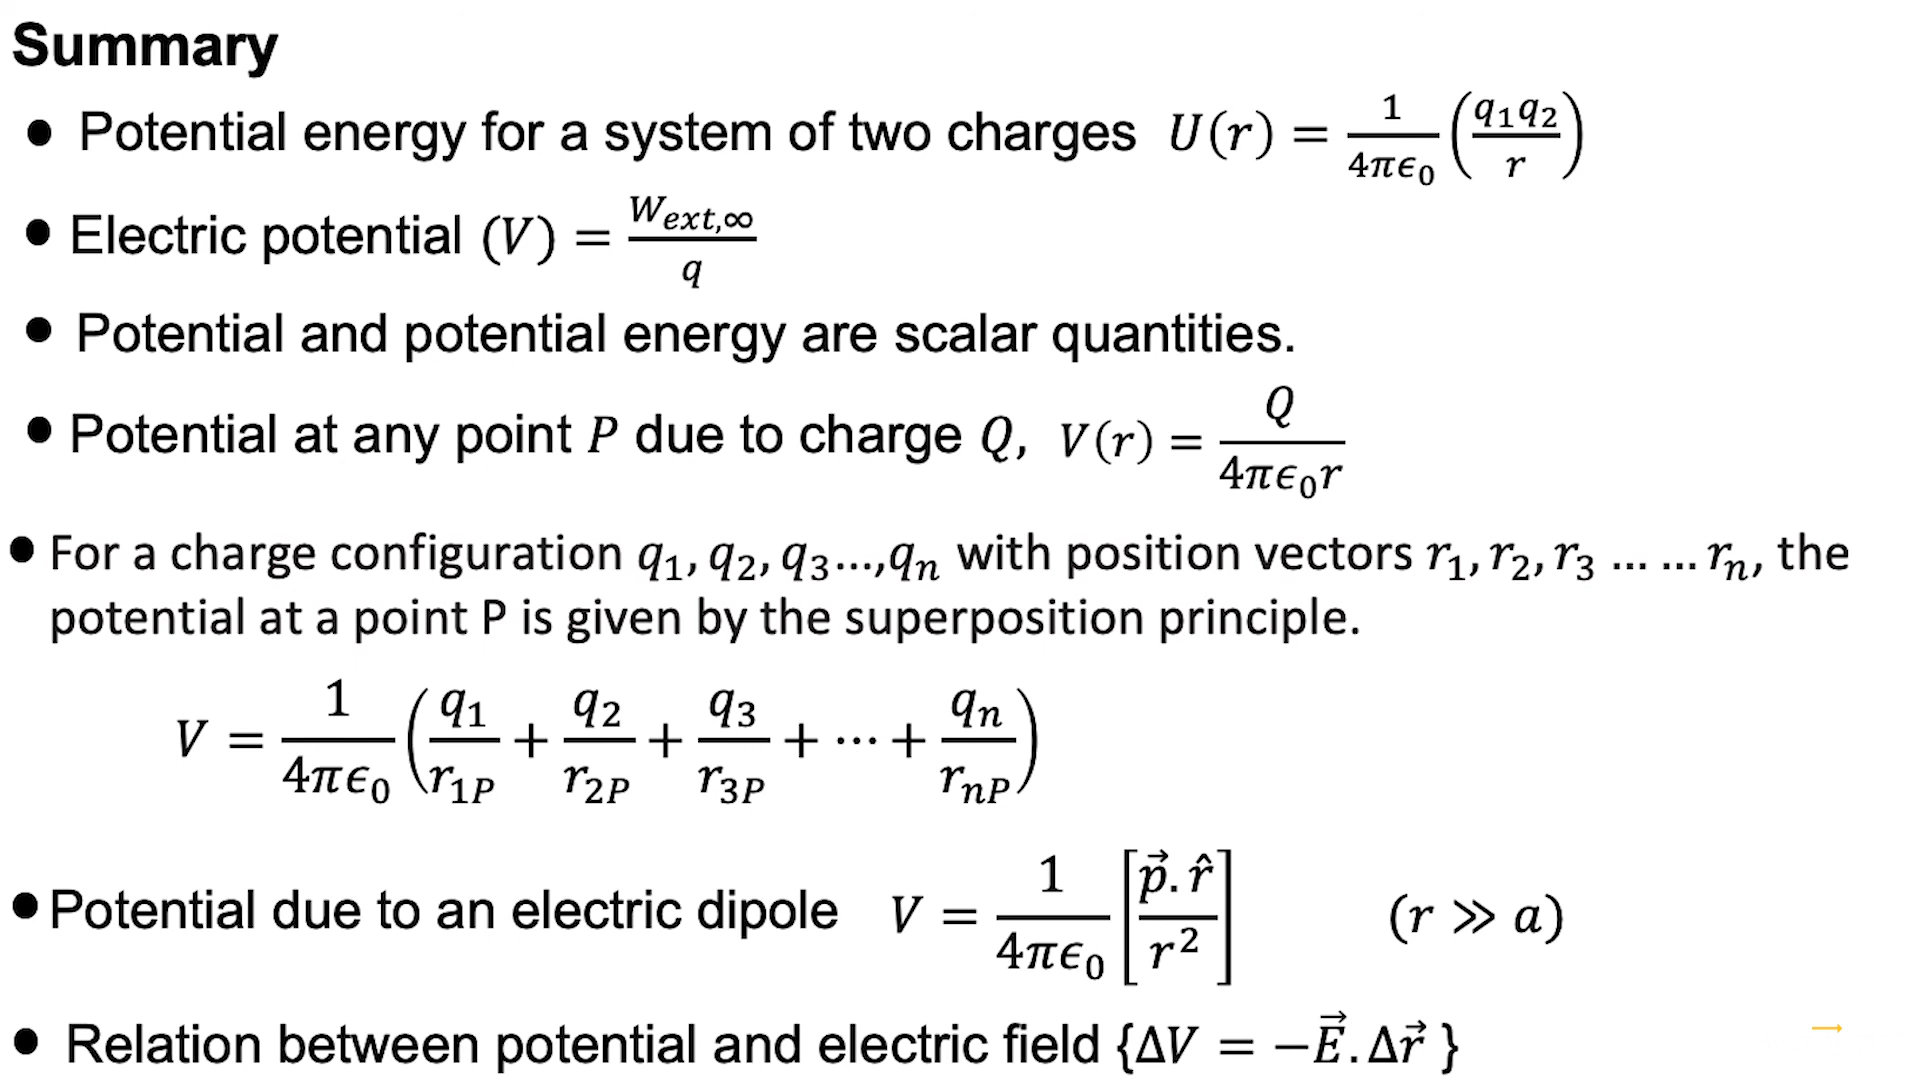 Summary
● Potential energy for a system of two charges U(r) = 1/4πϵ₀ (q₁q₂/r)
● Electric potential (V) = W_ext,∞/q
● Potential and potential energy are scalar quantities.
● Potential at any point P due to charge Q, V(r) = Q/4πϵ₀r
● For a charge configuration q₁, q₂, q₃...,qₙ with position vectors r₁, r₂, r₃ ... ... rₙ, the
potential at a point P is given by the superposition principle.
V = 1/4πϵ₀ (q₁/r₁P + q₂/r₂P + q₃/r₃P + ⋯ + qₙ/rₙP)
● Potential due to an electric dipole V = 1/4πϵ₀ [p⃗. r̂/r²] (r ≫ a)
● Relation between potential and electric field {ΔV = −E⃗.Δr⃗ }